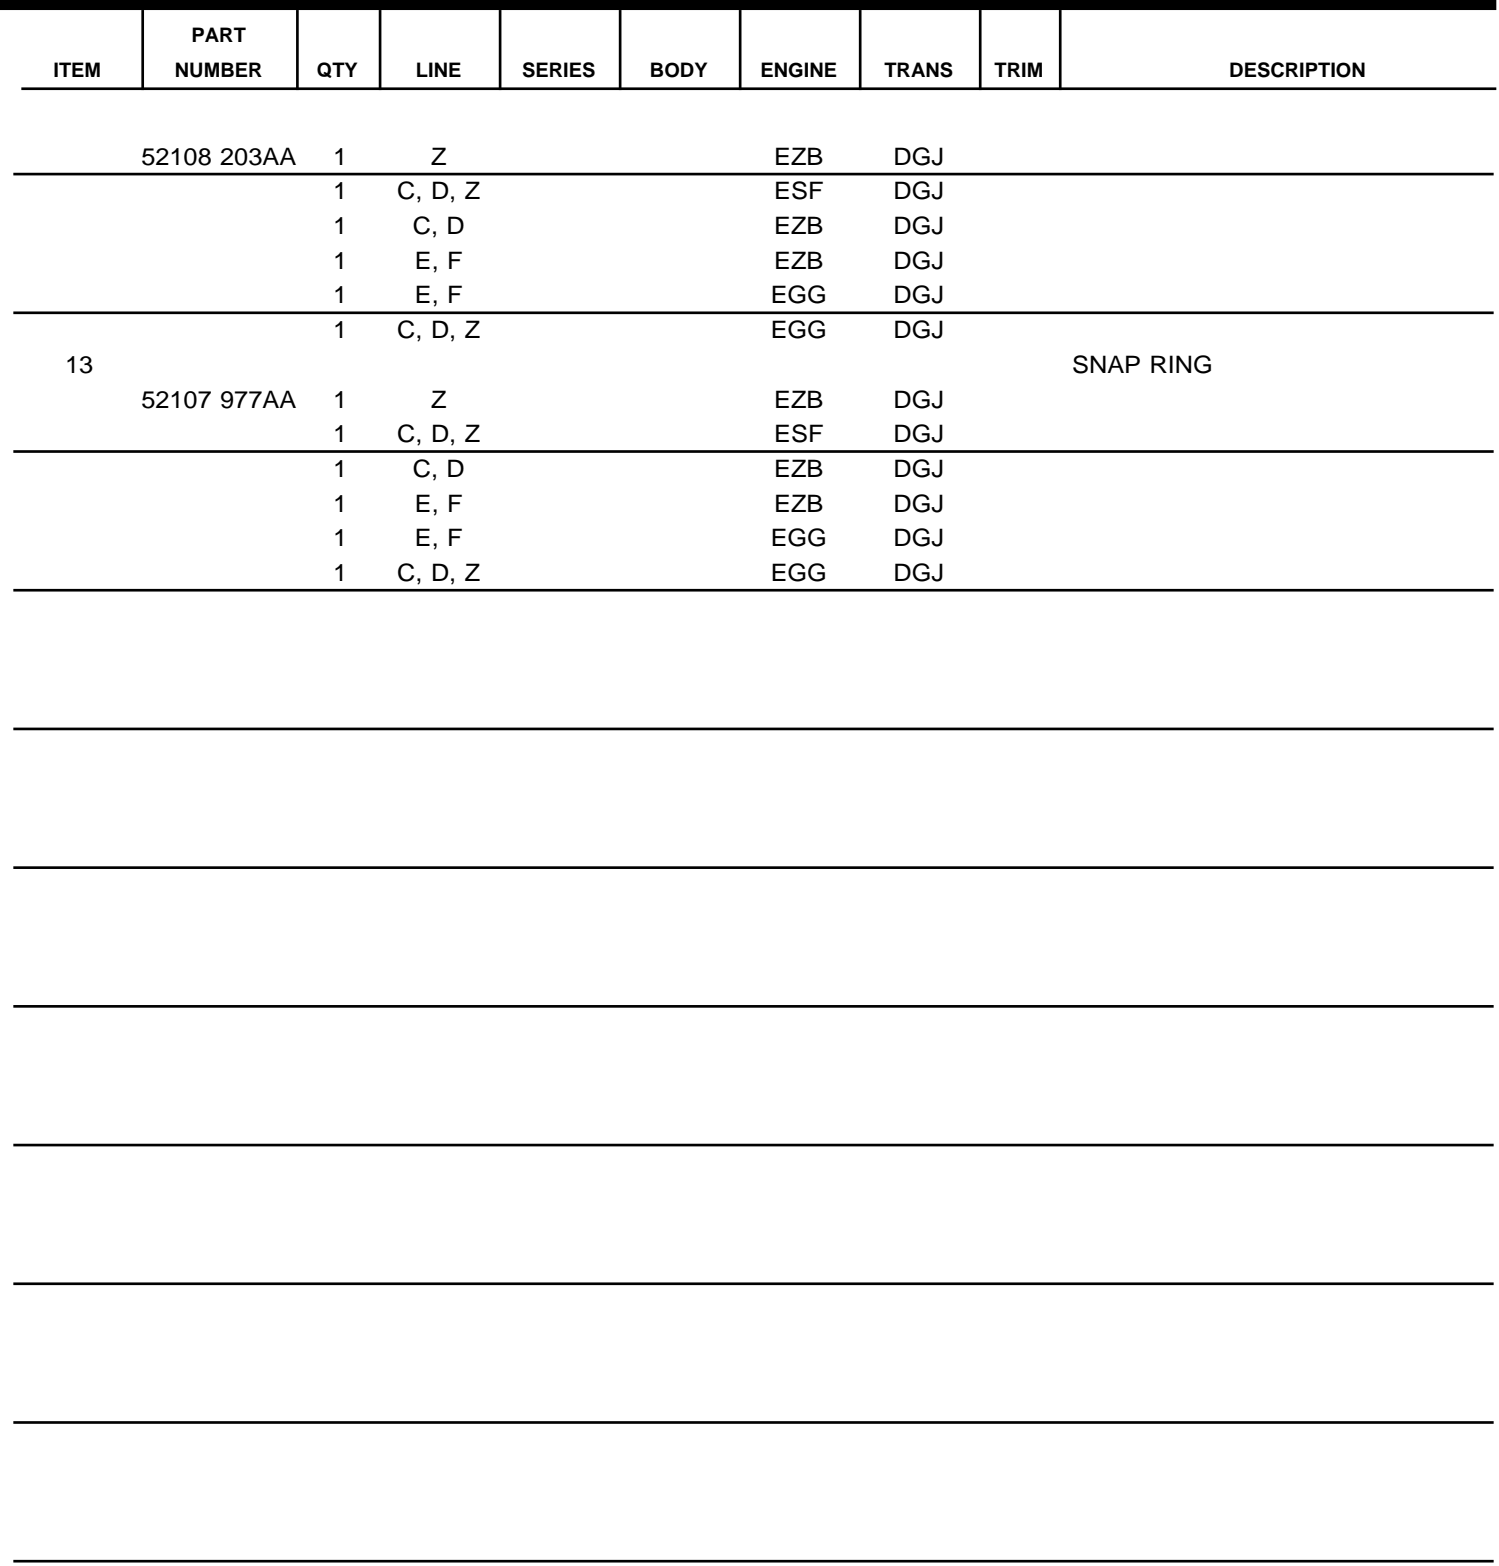 PART
ITEM NUMBER QTY LINE SERIES BODY ENGINE TRANS TRIM DESCRIPTION
52108 203AA 1 Z EZB DGJ
1 C, D, Z ESF DGJ
1 C, D EZB DGJ
1 E, F EZB DGJ
1 E, F EGG DGJ
1 C, D, Z EGG DGJ
13 SNAP RING
52107 977AA 1 Z EZB DGJ
1 C, D, Z ESF DGJ
1 C, D EZB DGJ
1 E, F EZB DGJ
1 E, F EGG DGJ
1 C, D, Z EGG DGJ